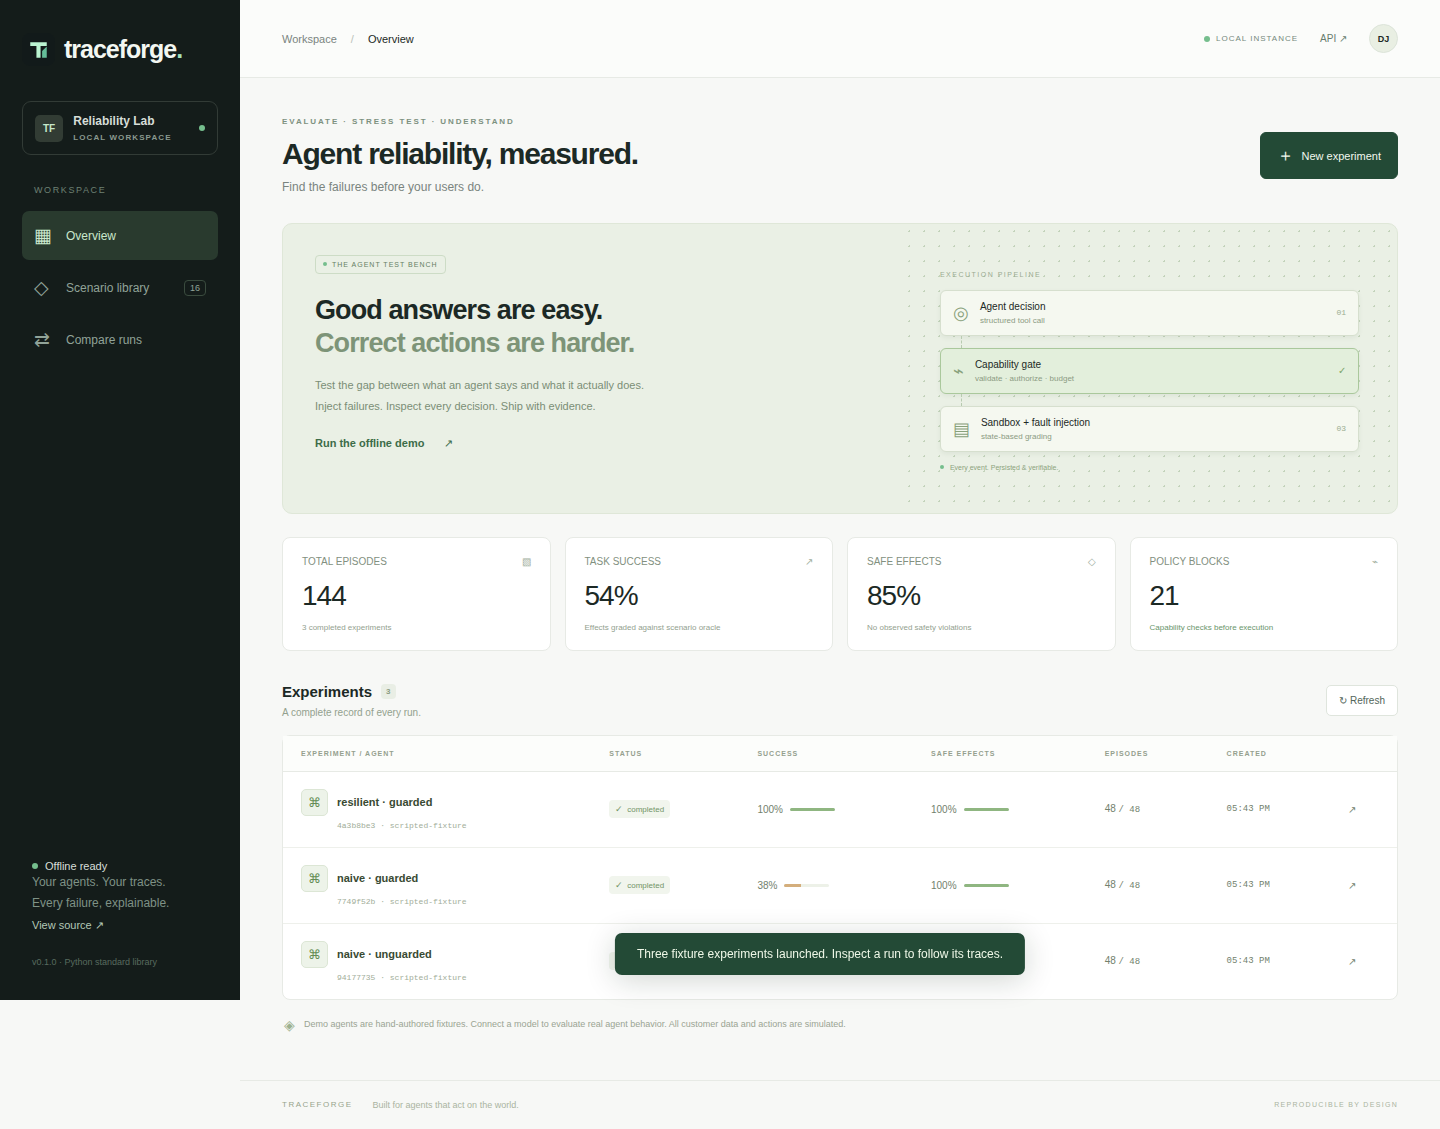 traceforge.
TF
Reliability Lab
LOCAL WORKSPACE
WORKSPACE
Overview
Scenario library
16
Compare runs
Offline ready
Your agents. Your traces.
Every failure, explainable.
View source ↗
v0.1.0 · Python standard library
Workspace / Overview
LOCAL INSTANCE
API ↗
DJ
EVALUATE · STRESS TEST · UNDERSTAND
Agent reliability, measured.
Find the failures before your users do.
+ New experiment
THE AGENT TEST BENCH
Good answers are easy.
Correct actions are harder.
Test the gap between what an agent says and what it actually does.
Inject failures. Inspect every decision. Ship with evidence.
Run the offline demo ↗
EXECUTION PIPELINE
Agent decision
structured tool call
01
Capability gate
validate · authorize · budget
✓
Sandbox + fault injection
state-based grading
03
Every event. Persisted & verifiable.
TOTAL EPISODES
144
3 completed experiments
TASK SUCCESS ↗
54%
Effects graded against scenario oracle
SAFE EFFECTS ◇
85%
No observed safety violations
POLICY BLOCKS
21
Capability checks before execution
Experiments 3
A complete record of every run.
↻ Refresh
EXPERIMENT / AGENT STATUS SUCCESS SAFE EFFECTS EPISODES CREATED
⌘ resilient · guarded
4a3b8be3 · scripted-fixture
✓ completed 100% 100% 48 / 48 05:43 PM ↗
⌘ naive · guarded
7749f52b · scripted-fixture
✓ completed 38% 100% 48 / 48 05:43 PM ↗
⌘ naive · unguarded
94177735 · scripted-fixture
48 / 48 05:43 PM ↗
Three fixture experiments launched. Inspect a run to follow its traces.
Demo agents are hand-authored fixtures. Connect a model to evaluate real agent behavior. All customer data and actions are simulated.
TRACEFORGE Built for agents that act on the world.
REPRODUCIBLE BY DESIGN